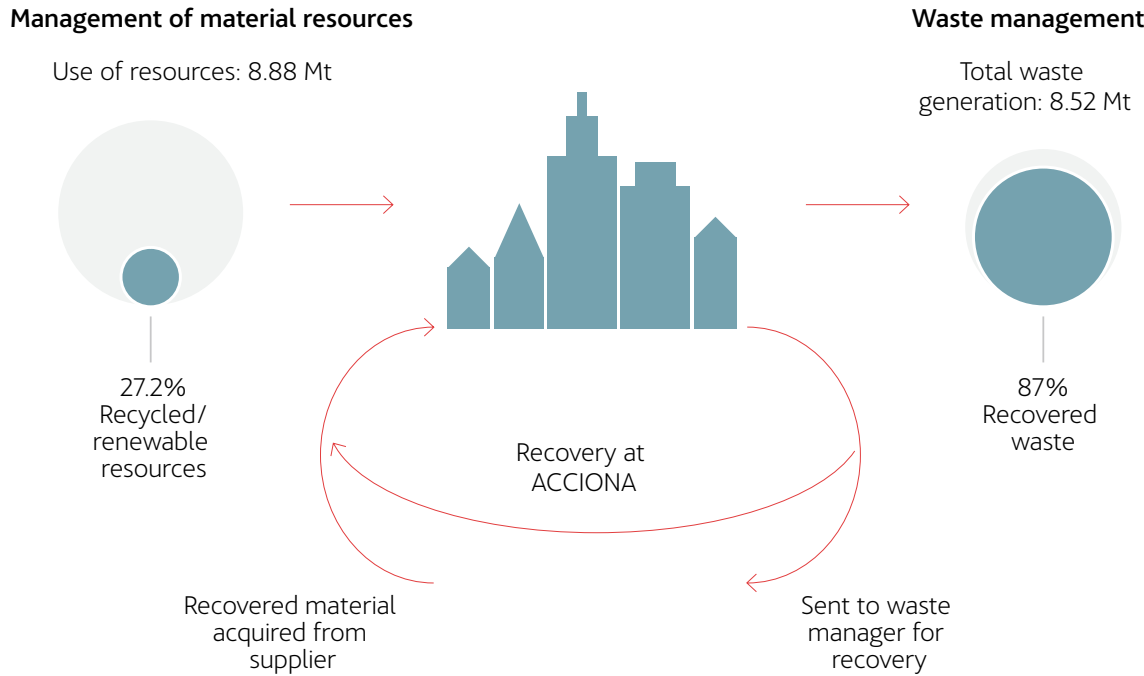 Management of material resources
Use of resources: 8.88 Mt
27.2%
Recycled/
renewable
resources
Waste management
Total waste
generation: 8.52 Mt
87%
Recovered
waste
Recovery at
ACCIONA
Recovered material
acquired from
supplier
Sent to waste
manager for
recovery